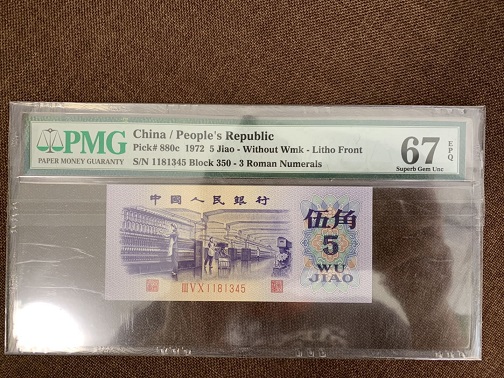 PMG
PAPER MONEY GUARANTY
China / People's Republic
Pick# 880c 1972 5 Jiao - Without Wmk - Litho Front
S/N 1181345 Block 350 - 3 Roman Numerals
67 EPQ
Superb Gem Unc
中國人民銀行
伍角
5
WU
JIAO
ⅢⅤⅩ1181345